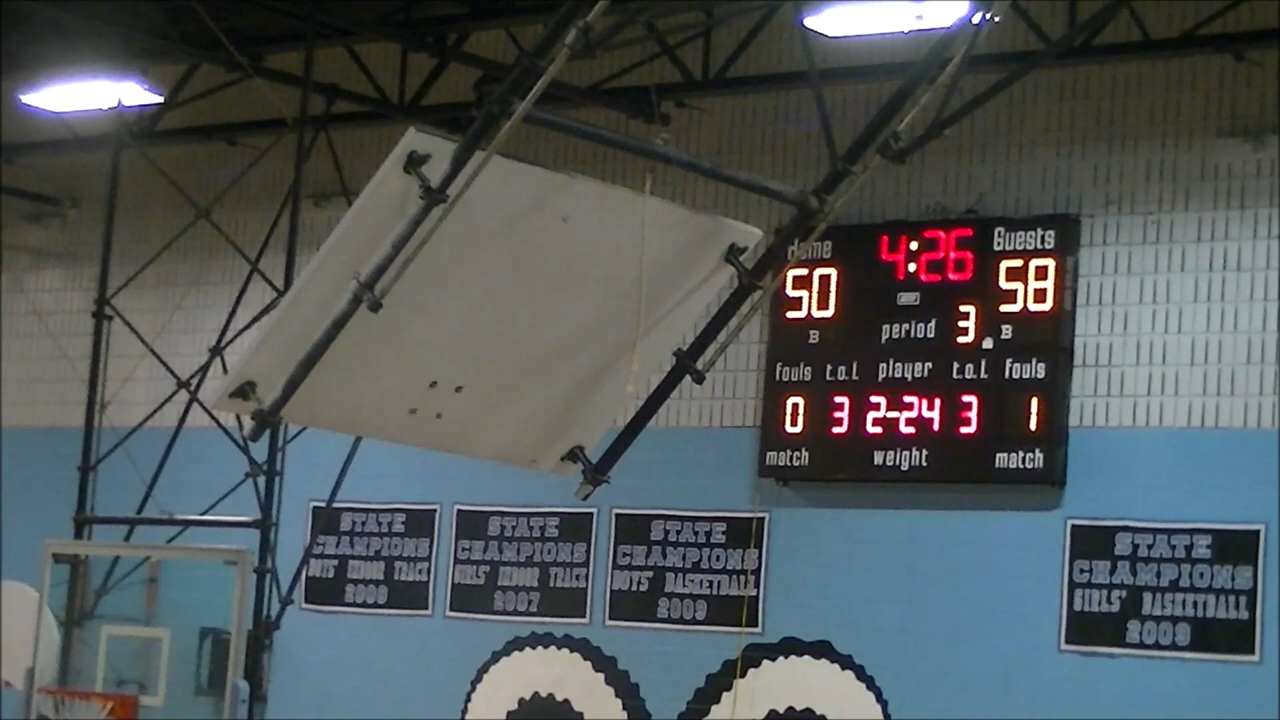 Home 4:26 Guests
50 58
B period 3 B
fouls t.o.l. player t.o.l. fouls
0 3 2-24 3 1
match weight match
STATE
CHAMPIONS
BOYS' INDOOR TRACK
2008
STATE
CHAMPIONS
GIRLS' INDOOR TRACK
2007
STATE
CHAMPIONS
BOYS' BASKETBALL
2009
STATE
CHAMPIONS
GIRLS' BASKETBALL
2009